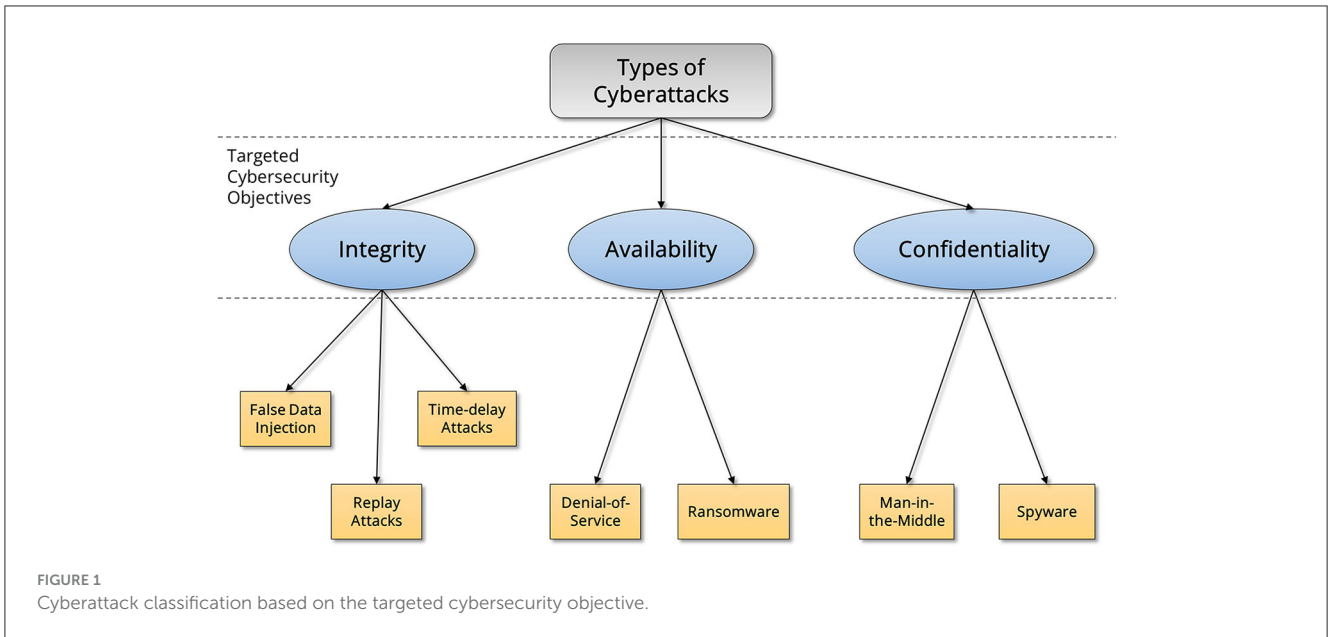 Types of
Cyberattacks
Targeted
Cybersecurity
Objectives
Integrity
Availability
Confidentiality
False Data
Injection
Time-delay
Attacks
Replay
Attacks
Denial-of-
Service
Ransomware
Man-in-
the-Middle
Spyware
FIGURE 1
Cyberattack classification based on the targeted cybersecurity objective.